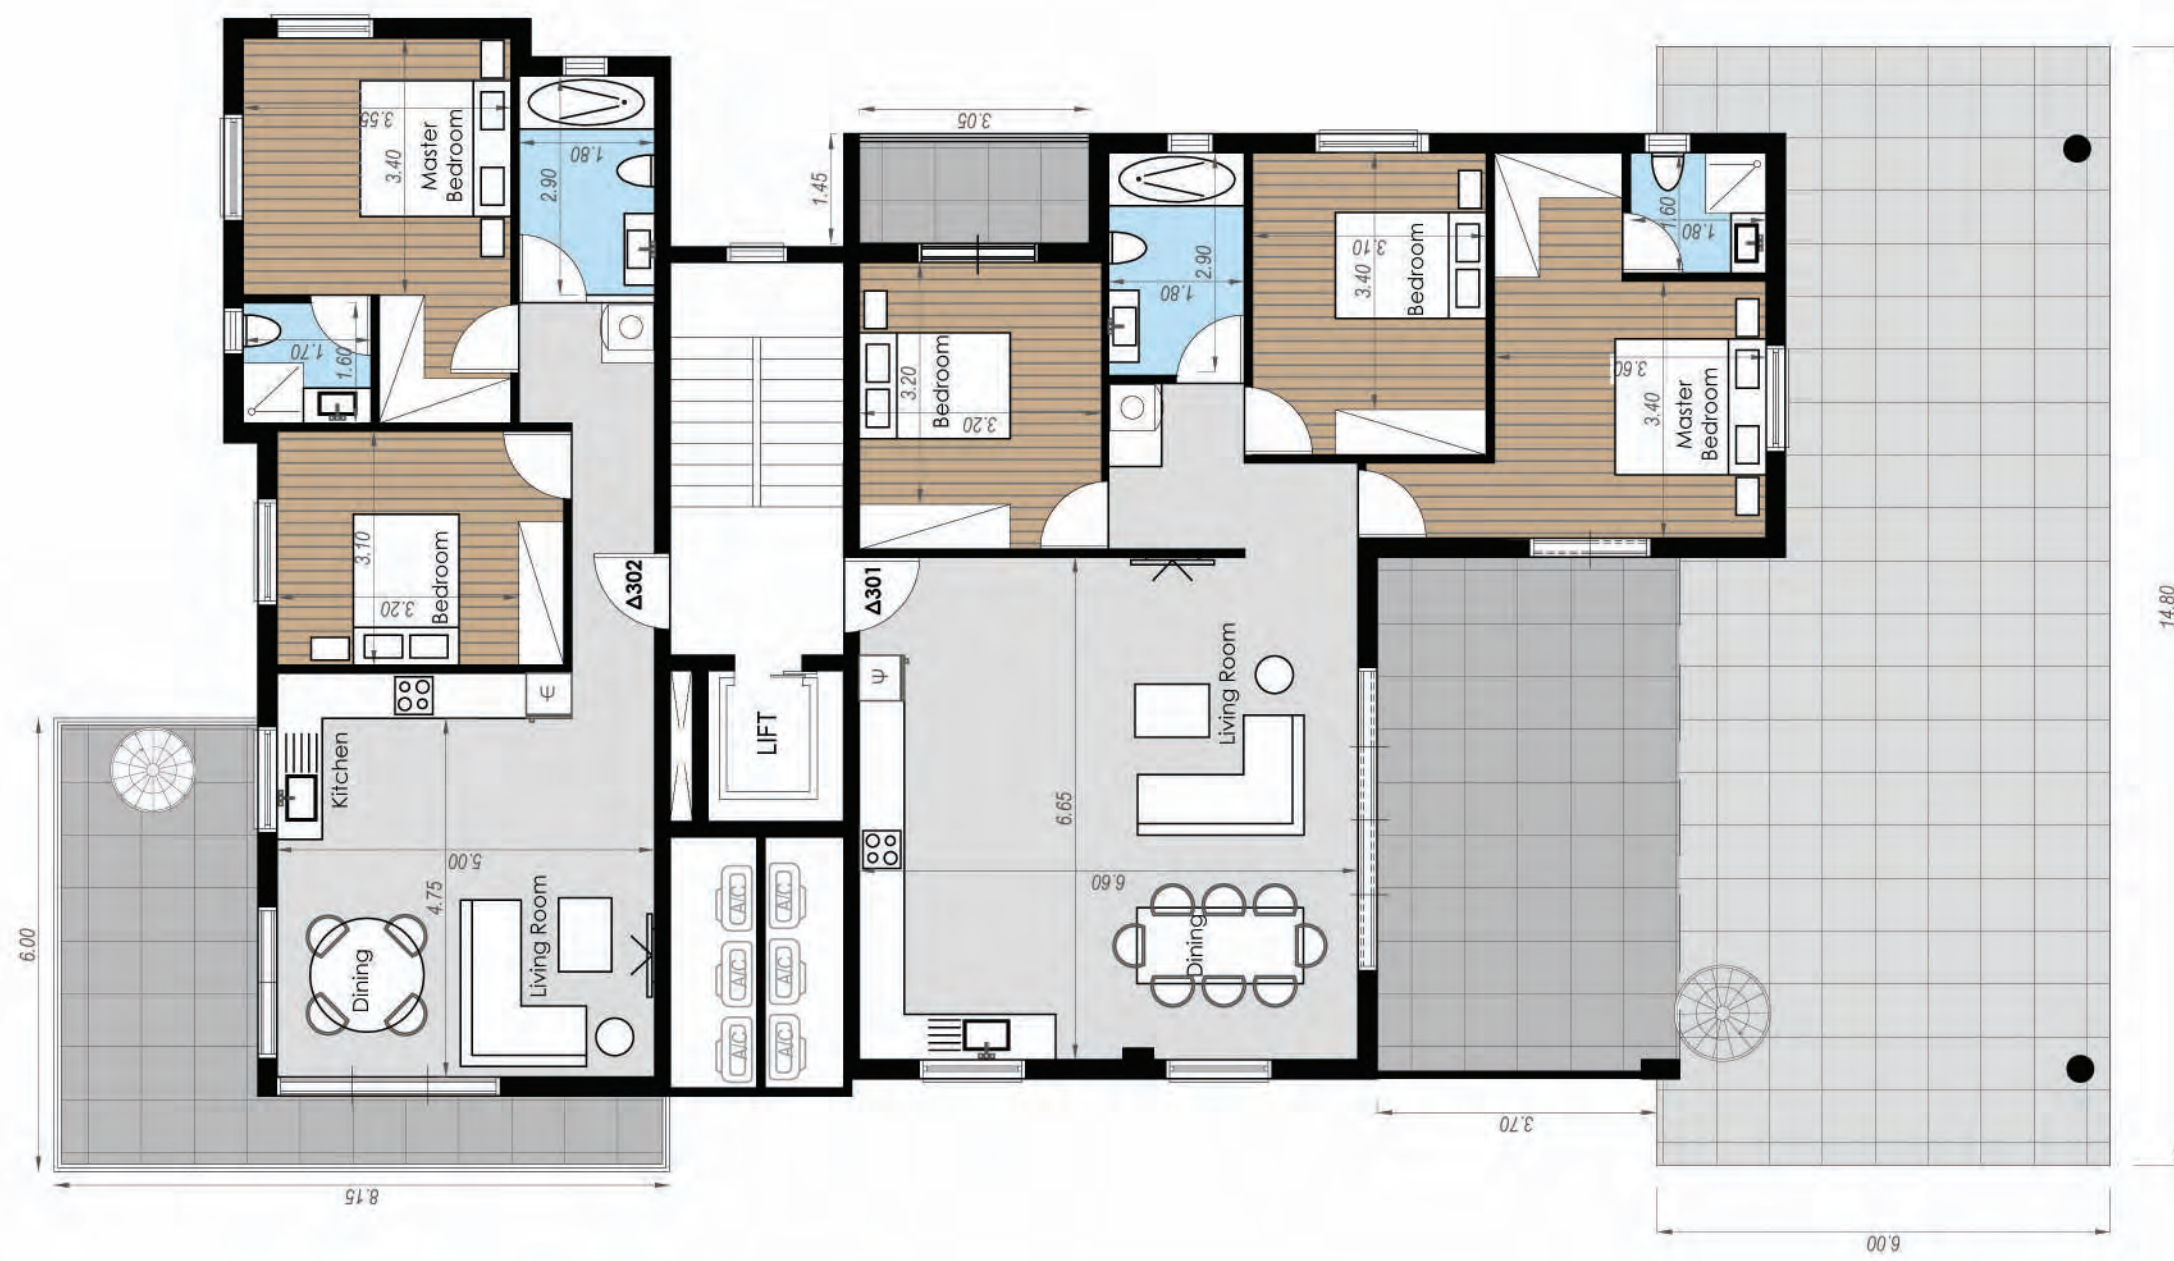 3.05
3.55
3.40
Master
Bedroom
1.80
2.90
1.45
2.90
1.80
3.10
3.40
Bedroom
1.60
1.80
1.70
1.60
3.20
Bedroom
3.20
3.60
3.40
Master
Bedroom
3.10
3.20
Bedroom
Δ302
Δ301
14.80
Ψ
Ψ
LIFT
Living Room
Kitchen
6.65
5.00
4.75
6.60
6.00
Dining
Living Room
A/C
A/C
A/C
A/C
A/C
A/C
Dining
3.70
8.15
6.00